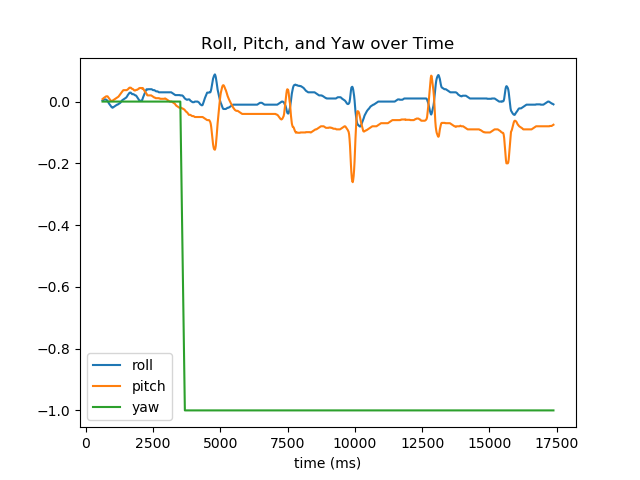 Roll, Pitch, and Yaw over Time
0.0
−0.2
−0.4
−0.6
−0.8
−1.0
roll
pitch
yaw
0 2500 5000 7500 10000 12500 15000 17500
time (ms)